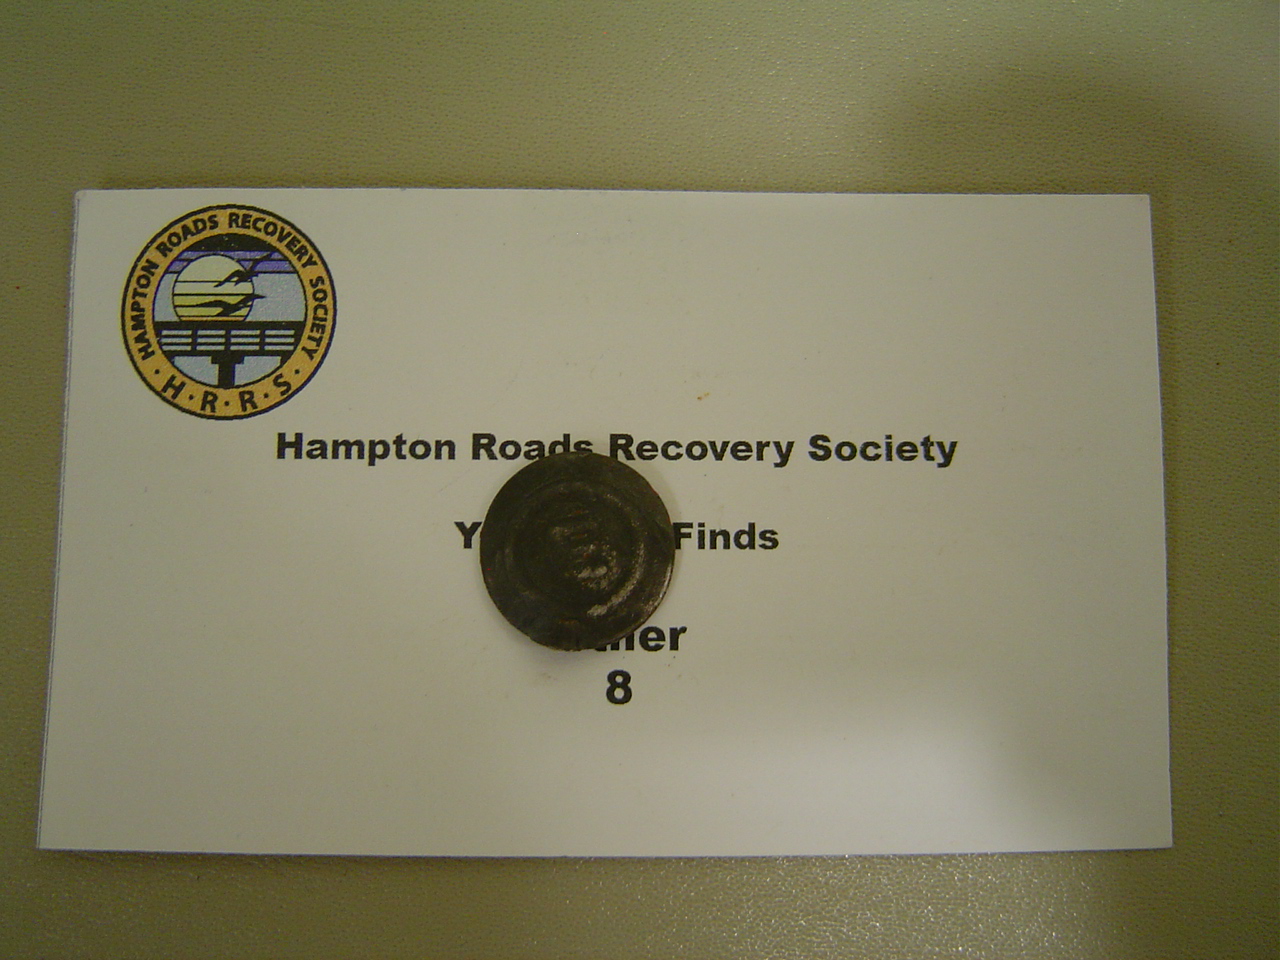 HAMPTON ROADS RECOVERY SOCIETY
· H · R · R · S ·
Hampton Roads Recovery Society
Finds
8